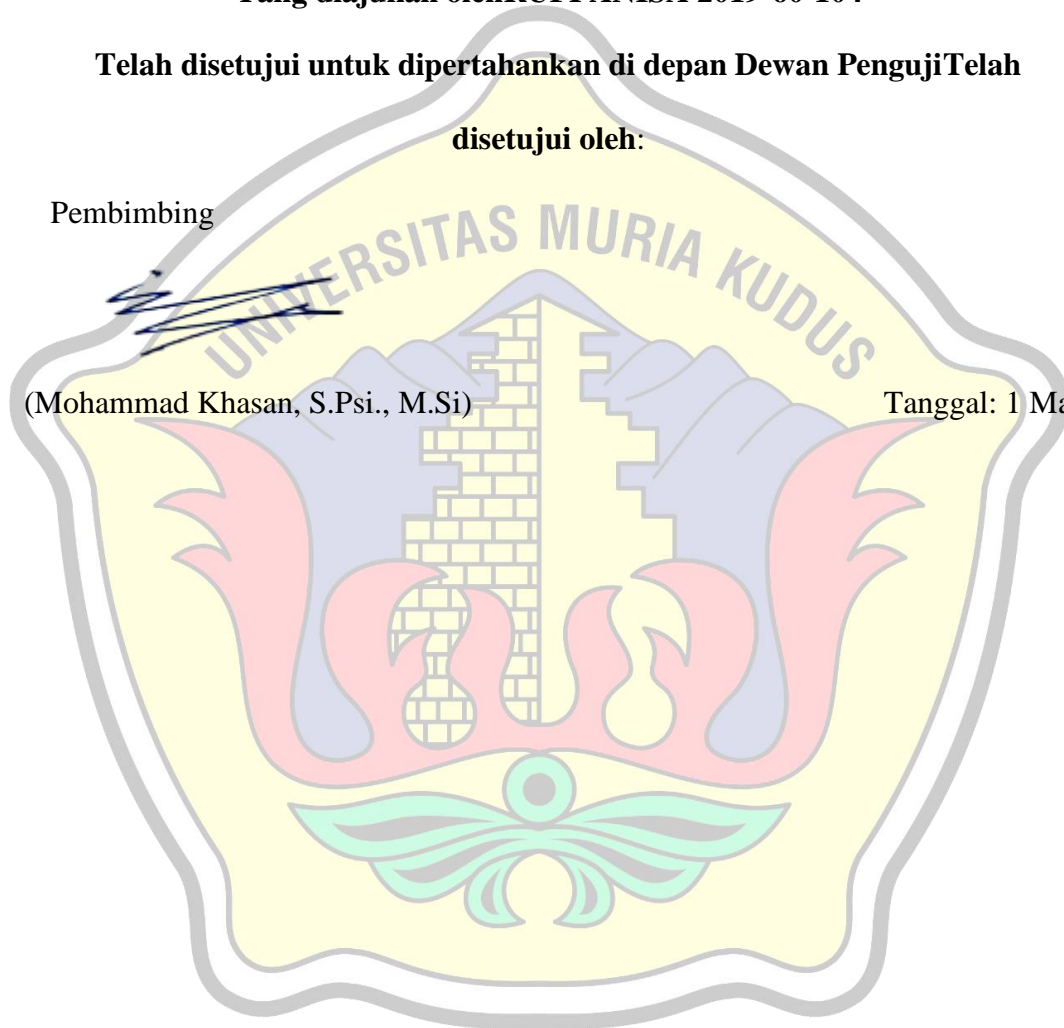 Telah disetujui untuk dipertahankan di depan Dewan PengujiTelah
disetujui oleh:
Pembimbing
UNIVERSITAS MURIA KUDUS
(Mohammad Khasan, S.Psi., M.Si)
Tanggal: 1